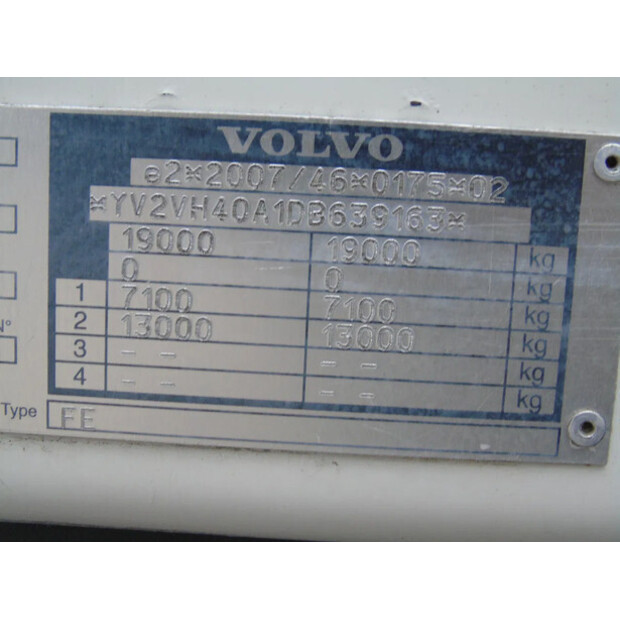 VOLVO
e2*2007/46*0175*02
*YV2VH40A1DB639163*
19000 19000 kg
0 0 kg
1 7100 7100 kg
2 13000 13000 kg
N°
3 - - - - kg
4 - - - - kg
Type FE